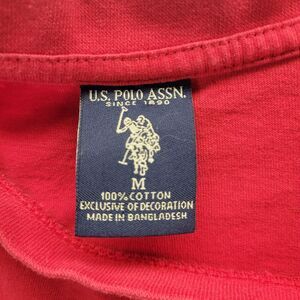 U.S. POLO ASSN.
SINCE 1890
M
100% COTTON
EXCLUSIVE OF DECORATION
MADE IN BANGLADESH